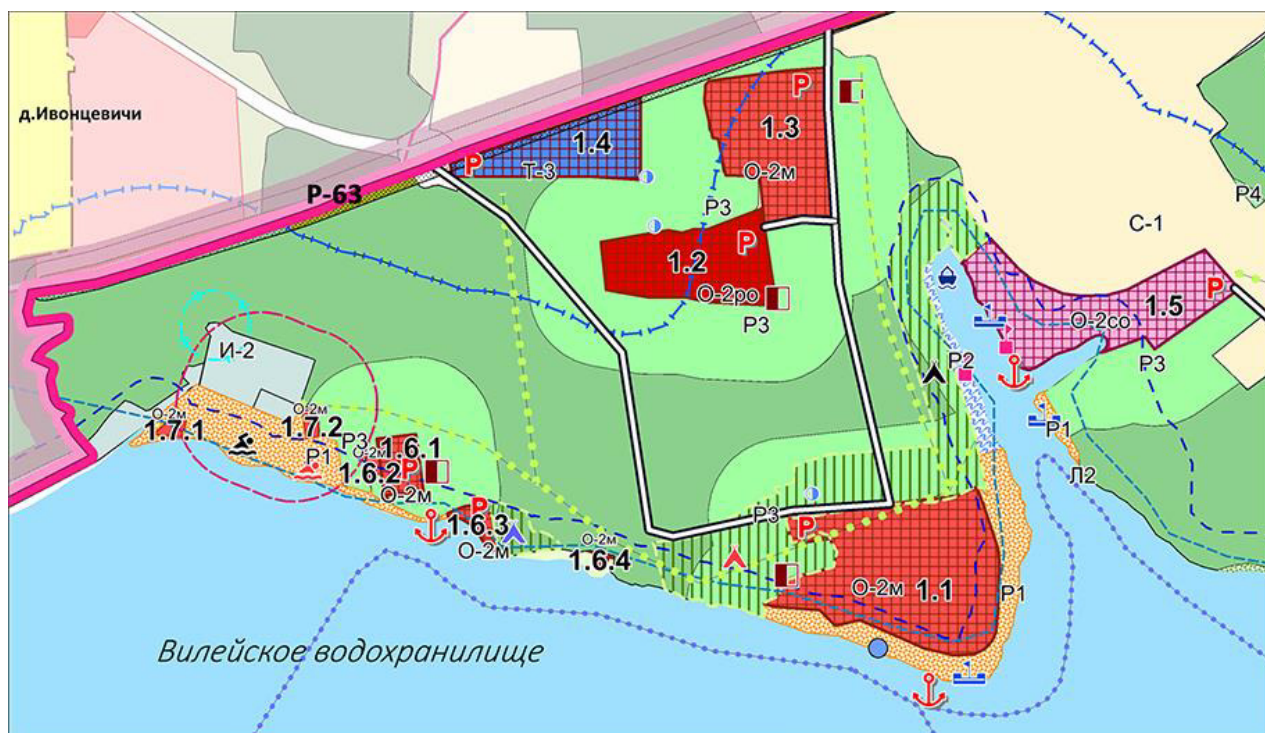 д.Ивонцевичи
Р-63
1.4
Т-3
Р
1.3
О-2м
Р
Р3
1.2
О-2ро
Р
Р3
Р4
С-1
1.5
О-2со
Р
Р3
Р2
Р1
Л2
И-2
О-2м
1.7.1
О-2м
1.7.2
Р3
Р1
О-2м
1.6.1
1.6.2
Р
О-2м
Р
1.6.3
О-2м
О-2м
1.6.4
Р3
Р
О-2м
1.1
Р1
Вилейское водохранилище